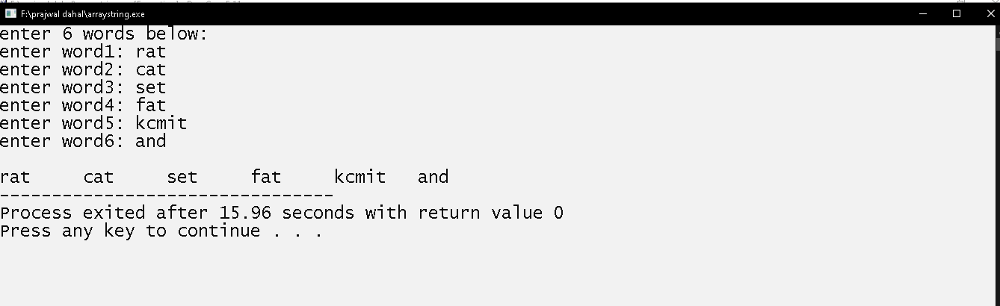 F:\prajwal dahal\arraystring.exe
enter 6 words below:
enter word1: rat
enter word2: cat
enter word3: set
enter word4: fat
enter word5: kcmit
enter word6: and
rat cat set fat kcmit and
--------------------------------
Process exited after 15.96 seconds with return value 0
Press any key to continue . . .